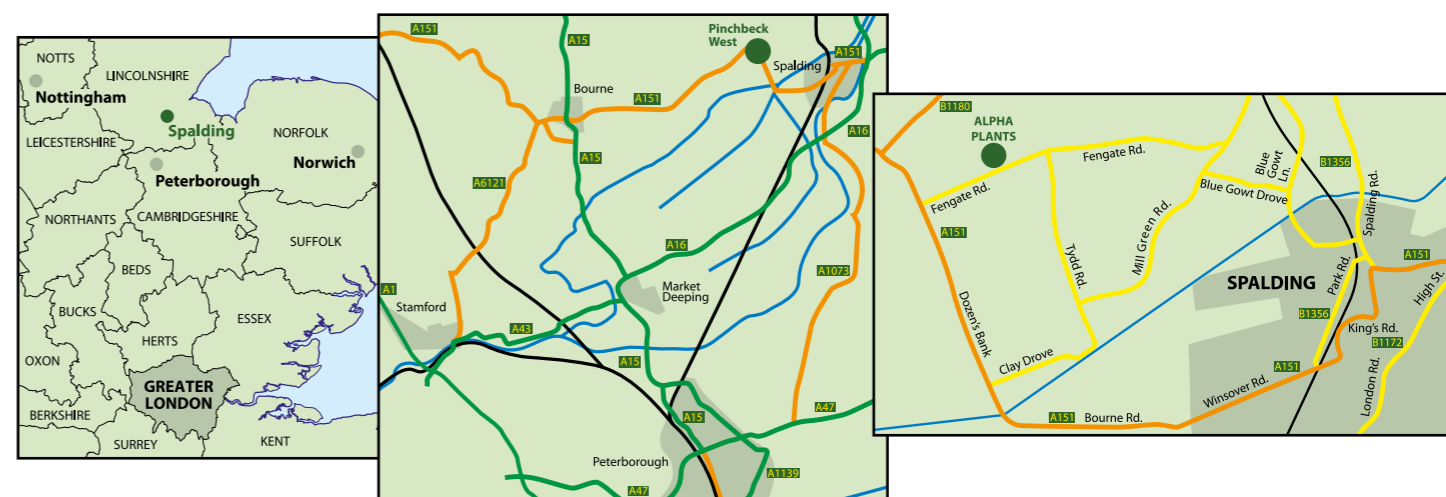 NOTTS
LINCOLNSHIRE
Nottingham
Spalding
NORFOLK
LEICESTERSHIRE
Norwich
Peterborough
NORTHANTS
CAMBRIDGESHIRE
SUFFOLK
BEDS
BUCKS
ESSEX
HERTS
OXON
GREATER
LONDON
BERKSHIRE
SURREY
KENT
A151
A15
Pinchbeck
West
A151
Spalding
Bourne
A151
A16
A15
A6121
A16
A1073
A1
Market
Deeping
Stamford
A43
A15
A47
A15
Peterborough
A1139
A47
B1180
ALPHA
PLANTS
Fengate Rd.
Blue
Gowt
Ln.
B1356
Fengate Rd.
Blue Gowt Drove
Spalding Rd.
A151
Mill Green Rd.
Tydd Rd.
A151
SPALDING
Park Rd.
High St.
Dozen's Bank
B1356
King's Rd.
B1172
Clay Drove
A151
Winsover Rd.
London Rd.
A151
Bourne Rd.